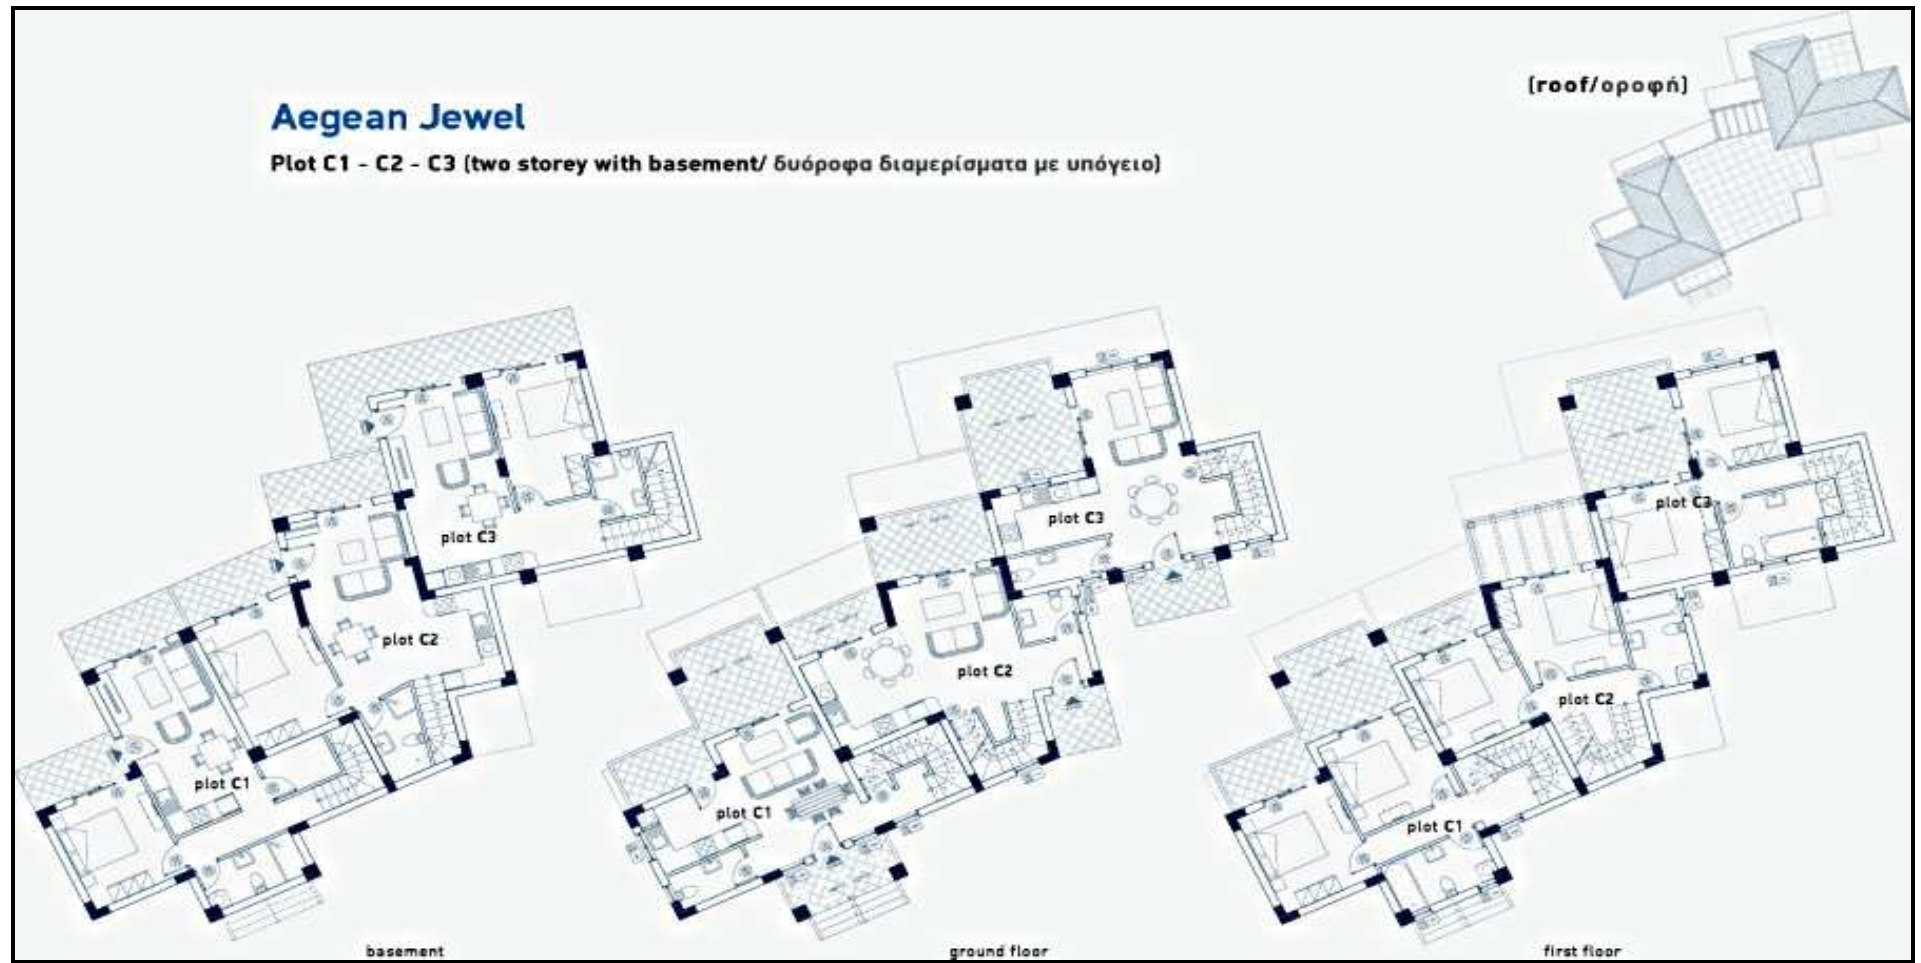 (roof/οροφή)
Aegean Jewel
Plot C1 - C2 - C3 (two storey with basement/ δυόροφα διαμερίσματα με υπόγειο)
plot C3
plot C2
plot C1
basement
plot C3
plot C2
plot C1
ground floor
plot C3
plot C2
plot C1
first floor